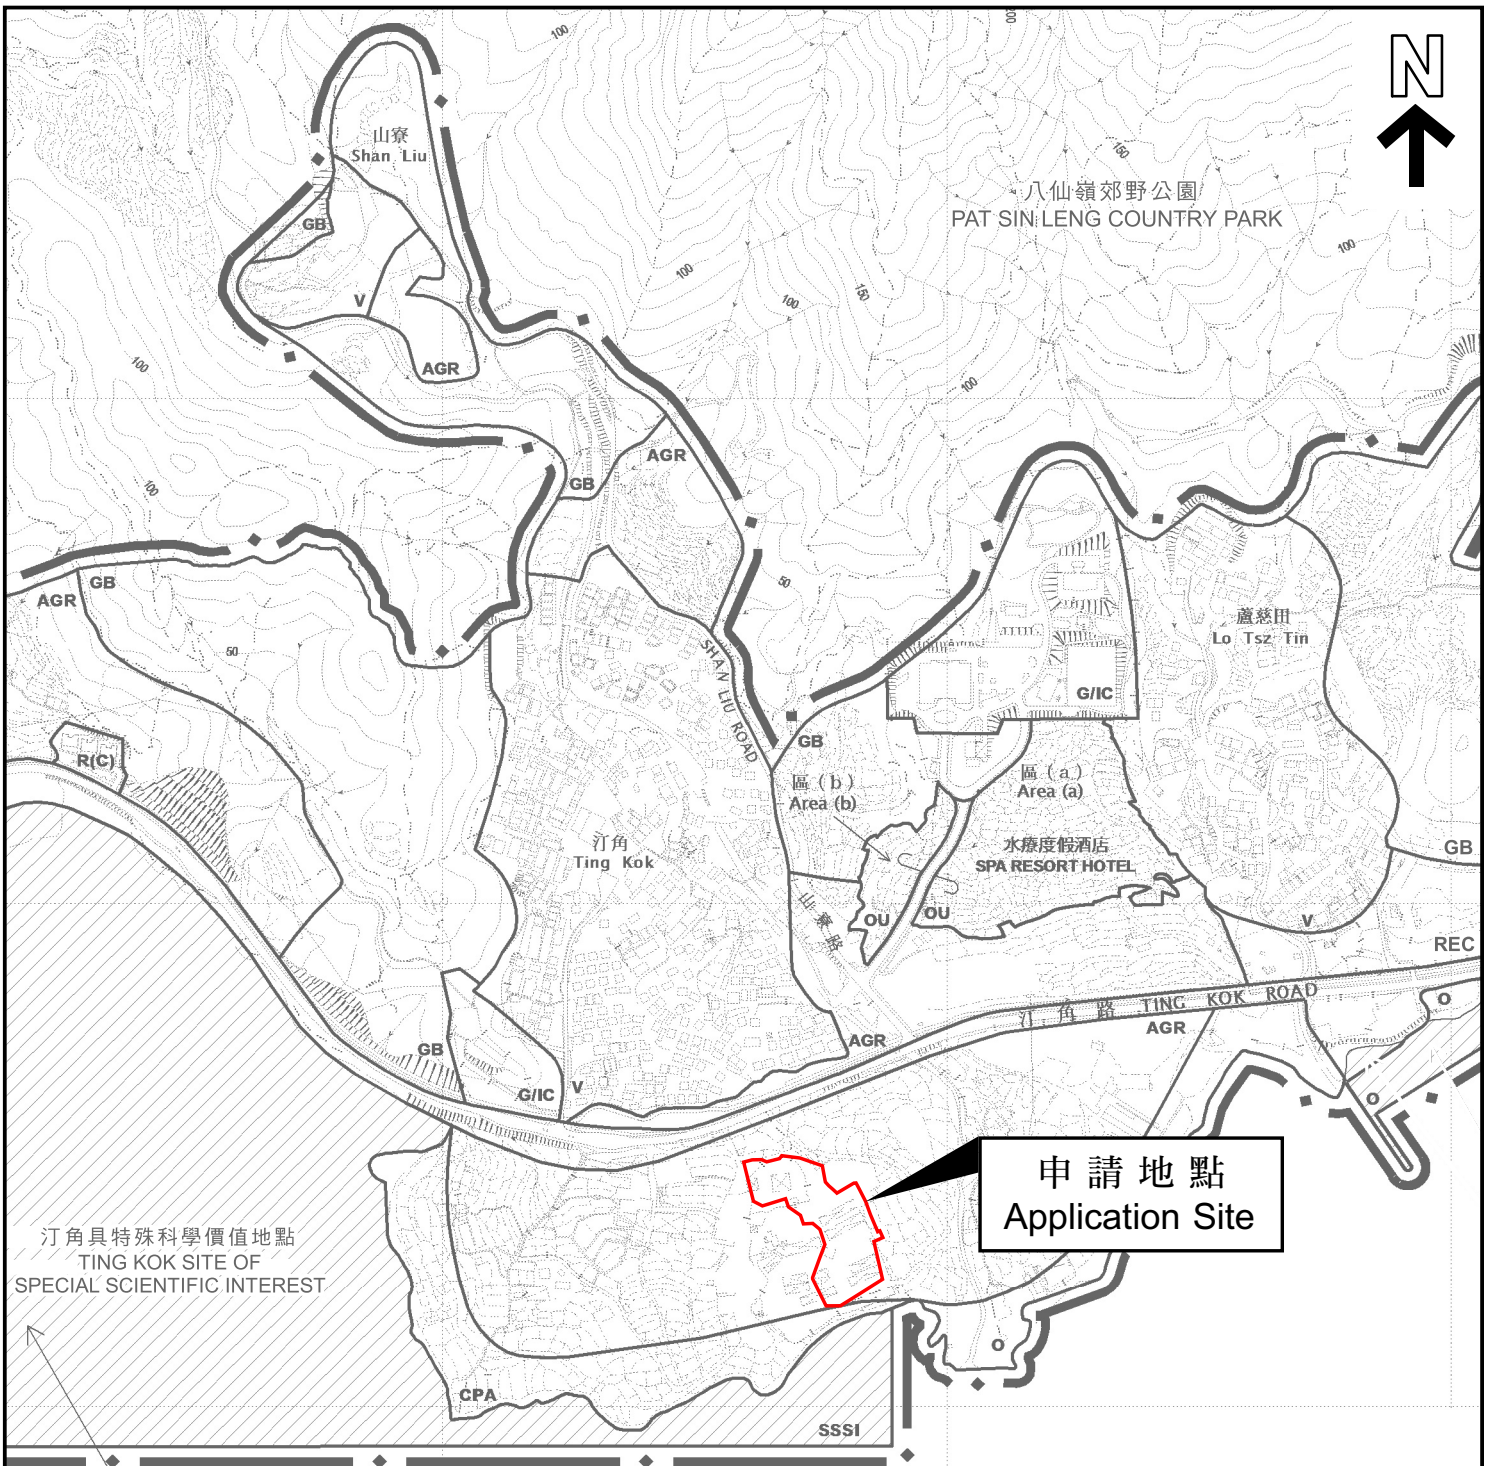 100
00
N
山寮
Shan Liu
150
八仙嶺郊野公園
PAT SIN LENG COUNTRY PARK
GB
100
100
150
100
V
100
AGR
100
AGR
GB
100
50
GB
AGR
蘆慈田
Lo Tsz Tin
50
SHAN LIU ROAD
G/IC
R(C)
GB
區 (b)
Area (b)
區 (a)
Area (a)
汀角
Ting Kok
水療度假酒店
SPA RESORT HOTEL
GB
山寮路
OU
OU
V
REC
汀角路 TING KOK ROAD
O
AGR
AGR
GB
G/IC
V
O
申請地點
Application Site
汀角具特殊科學價值地點
TING KOK SITE OF
SPECIAL SCIENTIFIC INTEREST
O
CPA
SSSI